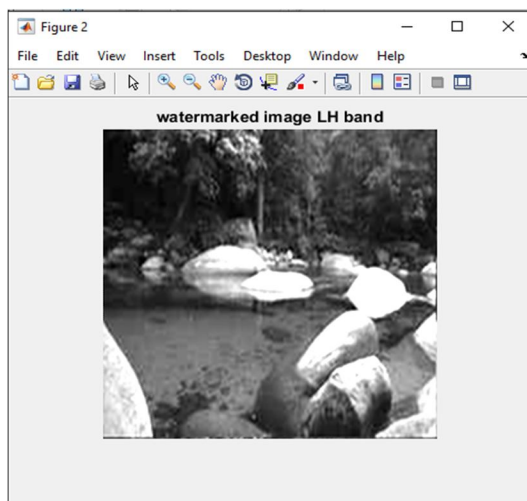 Figure 2
File Edit View Insert Tools Desktop Window Help
watermarked image LH band